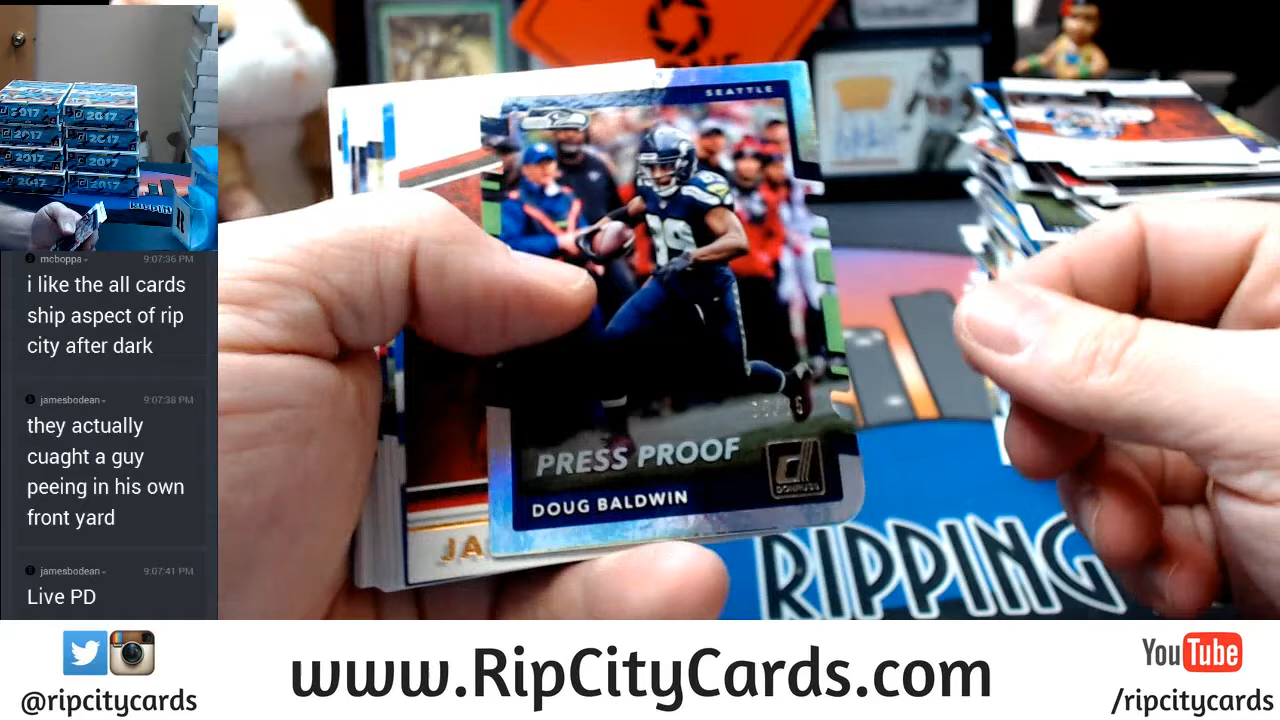 2017
2017
2017
2017
2017
2017
2017
2017
RIPPIN
R
mcboppa
9:07:36 PM
i like the all cards
ship aspect of rip
city after dark
jamesbodean
9:07:38 PM
they actually
cuaght a guy
peeing in his own
front yard
jamesbodean
9:07:41 PM
Live PD
SEATTLE
PRESS PROOF
DOUG BALDWIN
DONRUSS
JA
RIPPING
@ripcitycards
www.RipCityCards.com
YouTube
/ripcitycards